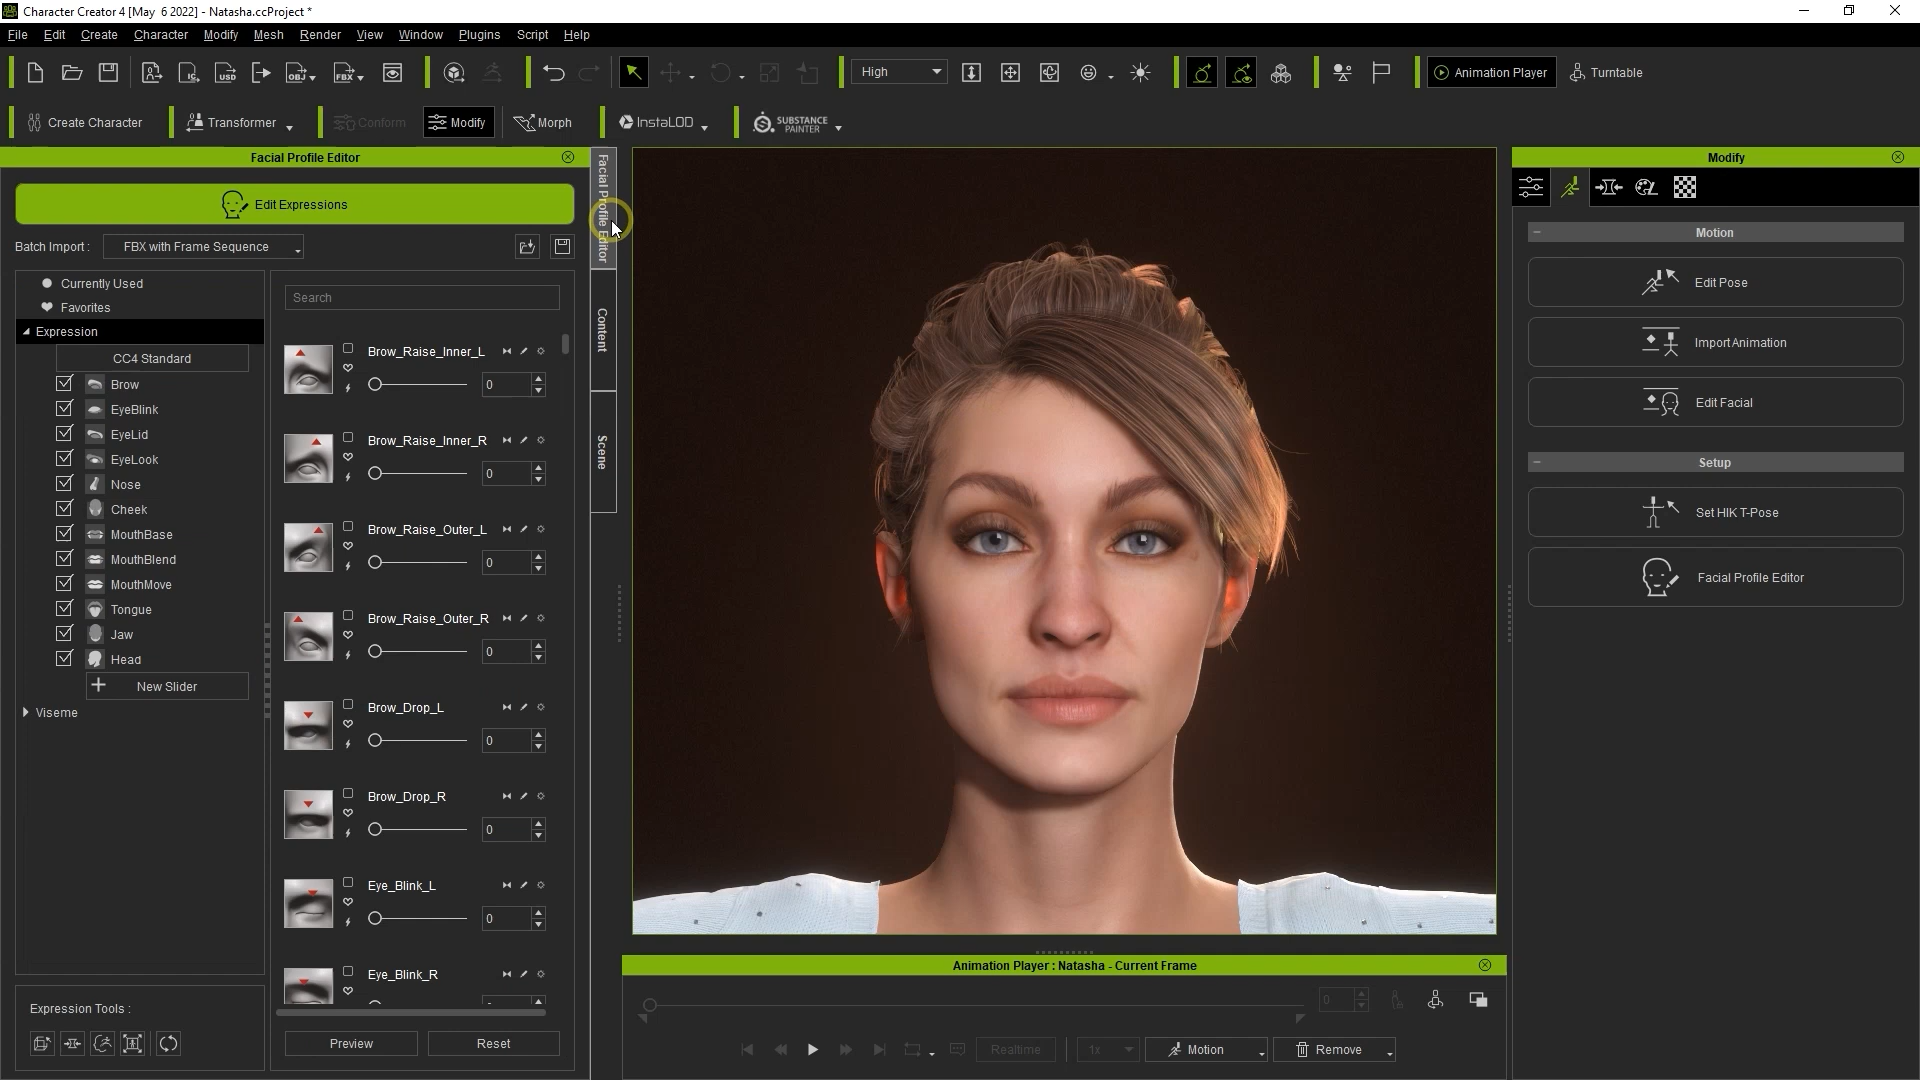 Character Creator 4 [May 6 2022] - Natasha.ccProject *
File Edit Create Character Modify Mesh Render View Window Plugins Script Help
USD OBJ FBX High Animation Player Turntable
Create Character Transformer Conform Modify Morph InstaLOD SUBSTANCE PAINTER
Facial Profile Editor
Edit Expressions
Batch Import : FBX with Frame Sequence
Currently Used
Favorites
Expression
CC4 Standard
Brow
EyeBlink
EyeLid
EyeLook
Nose
Cheek
MouthBase
MouthBlend
MouthMove
Tongue
Jaw
Head
New Slider
Viseme
Expression Tools :
Search
Brow_Raise_Inner_L
0
Brow_Raise_Inner_R
0
Brow_Raise_Outer_L
0
Brow_Raise_Outer_R
0
Brow_Drop_L
0
Brow_Drop_R
0
Eye_Blink_L
0
Eye_Blink_R
Preview Reset
Facial Profile Editor
Content
Scene
Animation Player : Natasha - Current Frame
0
Realtime 1x Motion Remove
Modify
Motion
Edit Pose
Import Animation
Edit Facial
Setup
Set HIK T-Pose
Facial Profile Editor